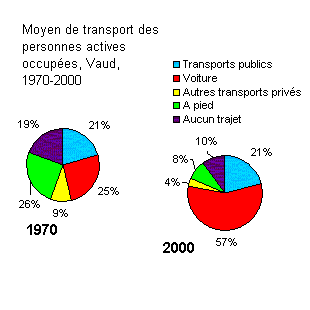 Moyen de transport des
personnes actives
occupées, Vaud,
1970-2000
Transports publics
Voiture
Autres transports privés
A pied
Aucun trajet
19%
21%
25%
9%
26%
1970
10%
21%
8%
4%
57%
2000